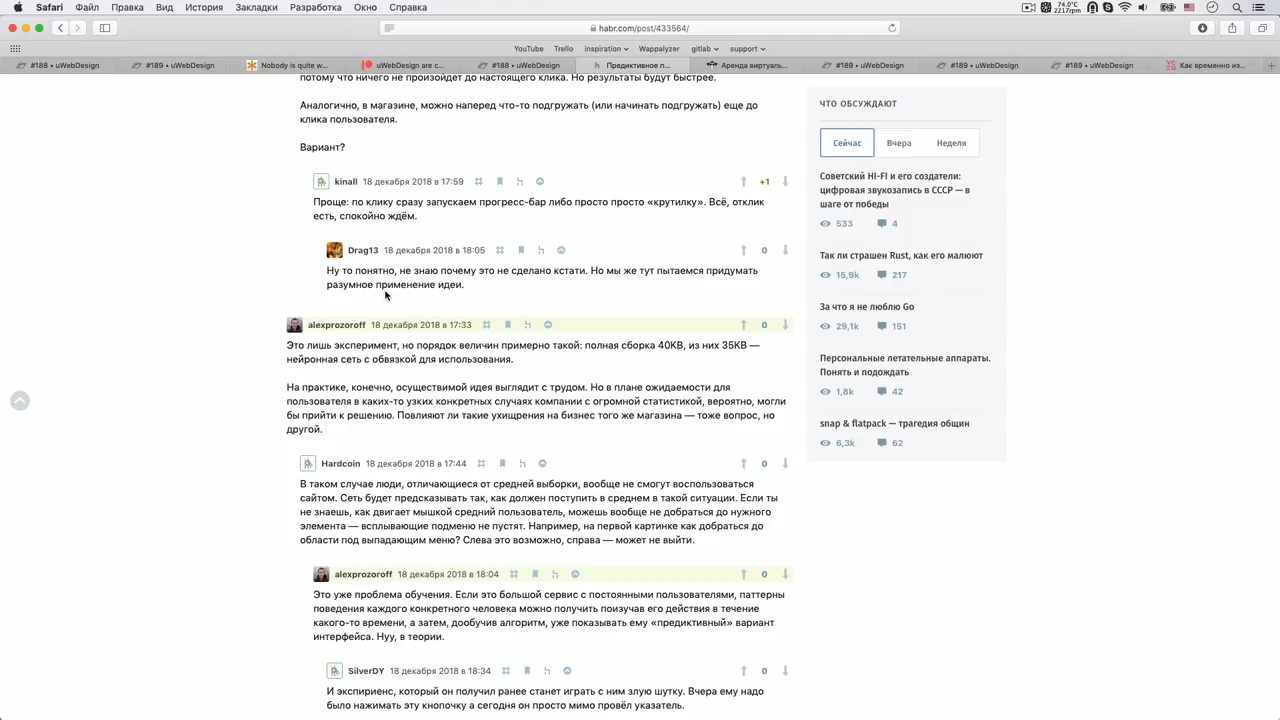 Safari Файл Правка Вид История Закладки Разработка Окно Справка
74.0°C
2217rpm
habr.com/post/433564/
YouTube Trello inspiration Wappalyzer gitlab support
#188 • uWebDesign #189 • uWebDesign Nobody is quite w... uWebDesign are c... #188 • uWebDesign Предиктивное п... Аренда виртуаль... #189 • uWebDesign #189 • uWebDesign #189 • uWebDesign Как временно из...
потому что ничего не произойдет до настоящего клика. Но результаты будут быстрее.
Аналогично, в магазине, можно наперед что-то подгружать (или начинать подгружать) еще до
клика пользователя.
Вариант?
kinall 18 декабря 2018 в 17:59 +1
Проще: по клику сразу запускаем прогресс-бар либо просто просто «крутилку». Всё, отклик
есть, спокойно ждём.
Drag13 18 декабря 2018 в 18:05 0
Ну то понятно, не знаю почему это не сделано кстати. Но мы же тут пытаемся придумать
разумное применение идеи.
alexprozoroff 18 декабря 2018 в 17:33 0
Это лишь эксперимент, но порядок величин примерно такой: полная сборка 40KB, из них 35KB —
нейронная сеть с обвязкой для использования.
На практике, конечно, осуществимой идея выглядит с трудом. Но в плане ожидаемости для
пользователя в каких-то узких конкретных случаях компании с огромной статистикой, вероятно, могли
бы прийти к решению. Повлияют ли такие ухищрения на бизнес того же магазина — тоже вопрос, но
другой.
Hardcoin 18 декабря 2018 в 17:44 0
В таком случае люди, отличающиеся от средней выборки, вообще не смогут воспользоваться
сайтом. Сеть будет предсказывать так, как должен поступить в среднем в такой ситуации. Если ты
не знаешь, как двигает мышкой средний пользователь, можешь вообще не добраться до нужного
элемента — всплывающие подменю не пустят. Например, на первой картинке как добраться до
области под выпадающим меню? Слева это возможно, справа — может не выйти.
alexprozoroff 18 декабря 2018 в 18:04 0
Это уже проблема обучения. Если это большой сервис с постоянными пользователями, паттерны
поведения каждого конкретного человека можно получить поизучав его действия в течение
какого-то времени, а затем, дообучив алгоритм, уже показывать ему «предиктивный» вариант
интерфейса. Нуу, в теории.
SilverDY 18 декабря 2018 в 18:34 0
И экспириенс, который он получил ранее станет играть с ним злую шутку. Вчера ему надо
было нажимать эту кнопочку а сегодня он просто мимо провёл указатель.
ЧТО ОБСУЖДАЮТ
Сейчас Вчера Неделя
Советский HI-FI и его создатели:
цифровая звукозапись в СССР — в
шаге от победы
533 4
Так ли страшен Rust, как его малюют
15,9k 217
За что я не люблю Go
29,1k 151
Персональные летательные аппараты.
Понять и подождать
1,8k 42
snap & flatpack — трагедия общин
6,3k 62